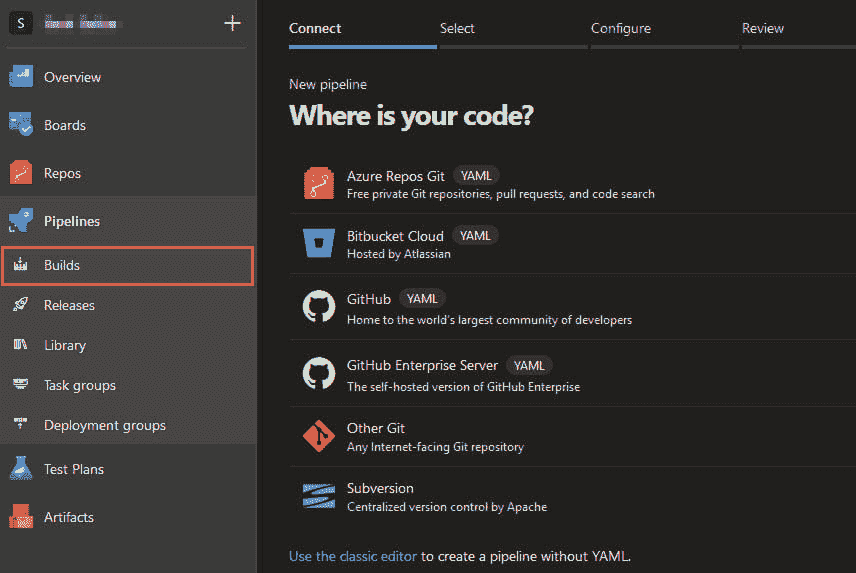 S
Overview
Boards
Repos
Pipelines
Builds
Releases
Library
Task groups
Deployment groups
Test Plans
Artifacts
Connect Select Configure Review
New pipeline
Where is your code?
Azure Repos Git YAML
Free private Git repositories, pull requests, and code search
Bitbucket Cloud YAML
Hosted by Atlassian
GitHub YAML
Home to the world's largest community of developers
GitHub Enterprise Server YAML
The self-hosted version of GitHub Enterprise
Other Git
Any Internet-facing Git repository
Subversion
Centralized version control by Apache
Use the classic editor to create a pipeline without YAML.